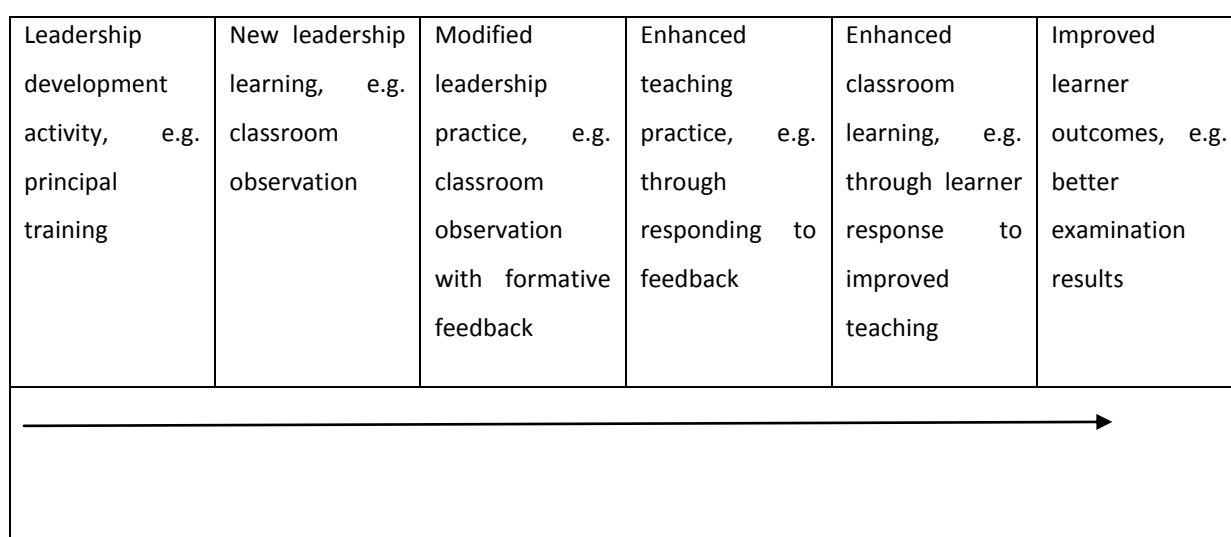 Leadership
development
activity, e.g.
principal
training
New leadership
learning, e.g.
classroom
observation
Modified
leadership
practice, e.g.
classroom
observation
with formative
feedback
Enhanced
teaching
practice, e.g.
through
responding to
feedback
Enhanced
classroom
learning, e.g.
through learner
response to
improved
teaching
Improved
learner
outcomes, e.g.
better
examination
results